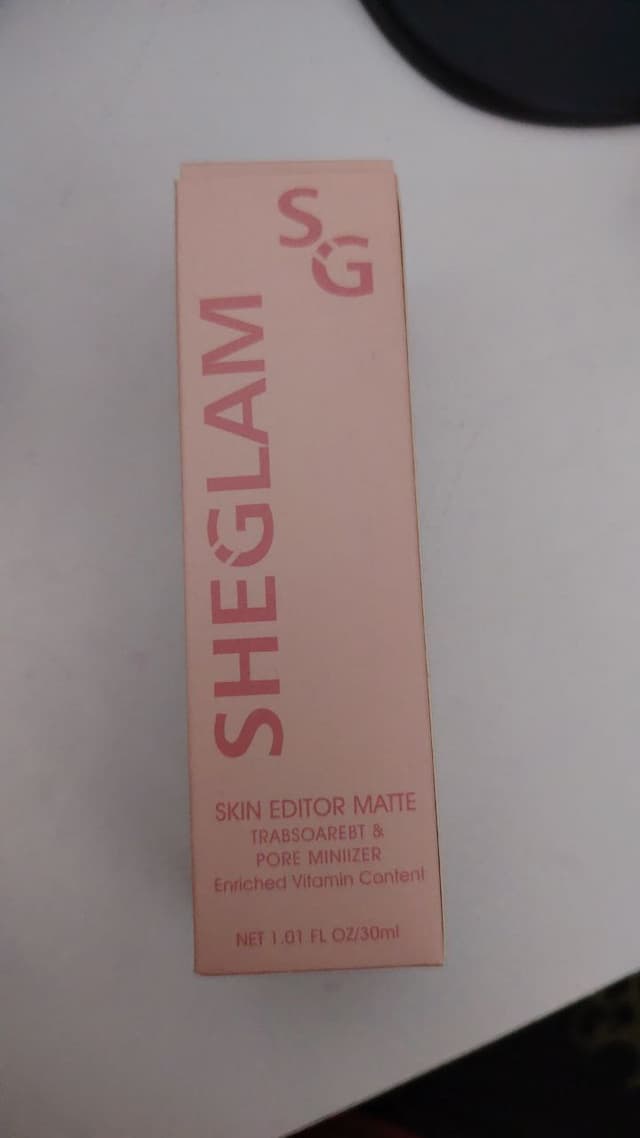 SG
SHEGLAM
SKIN EDITOR MATTE
TRABSOAREBT &
PORE MINIIZER
Enriched Vitamin Content
NET 1.01 FL OZ/30ml